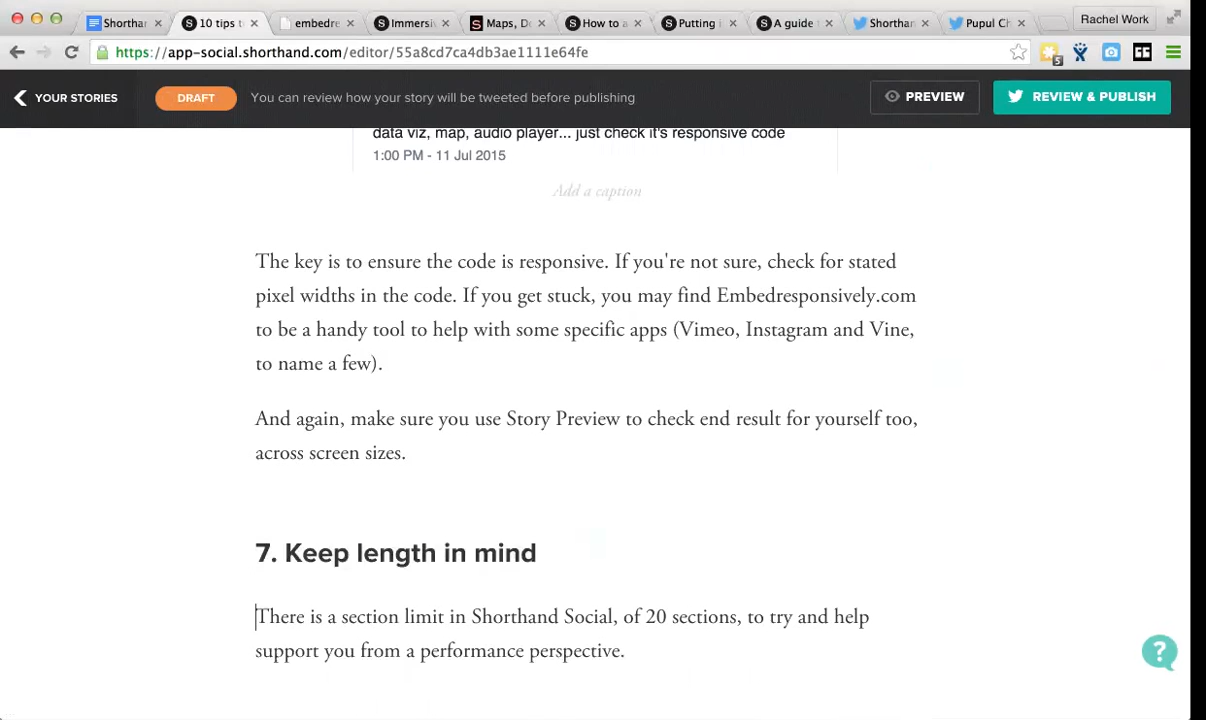 Shortha
10 tips t
embedre
Immersi
Maps, D
How to a
Putting i
A guide
Shorthan
Pupul Ch
Rachel Work
https://app-social.shorthand.com/editor/55a8cd7ca4db3ae1111e64fe
5
YOUR STORIES
DRAFT
You can review how your story will be tweeted before publishing
PREVIEW
REVIEW & PUBLISH
data viz, map, audio player... just check it's responsive code
1:00 PM - 11 Jul 2015
Add a caption
The key is to ensure the code is responsive. If you're not sure, check for stated
pixel widths in the code. If you get stuck, you may find Embedresponsively.com
to be a handy tool to help with some specific apps (Vimeo, Instagram and Vine,
to name a few).
And again, make sure you use Story Preview to check end result for yourself too,
across screen sizes.
7. Keep length in mind
There is a section limit in Shorthand Social, of 20 sections, to try and help
support you from a performance perspective.
?